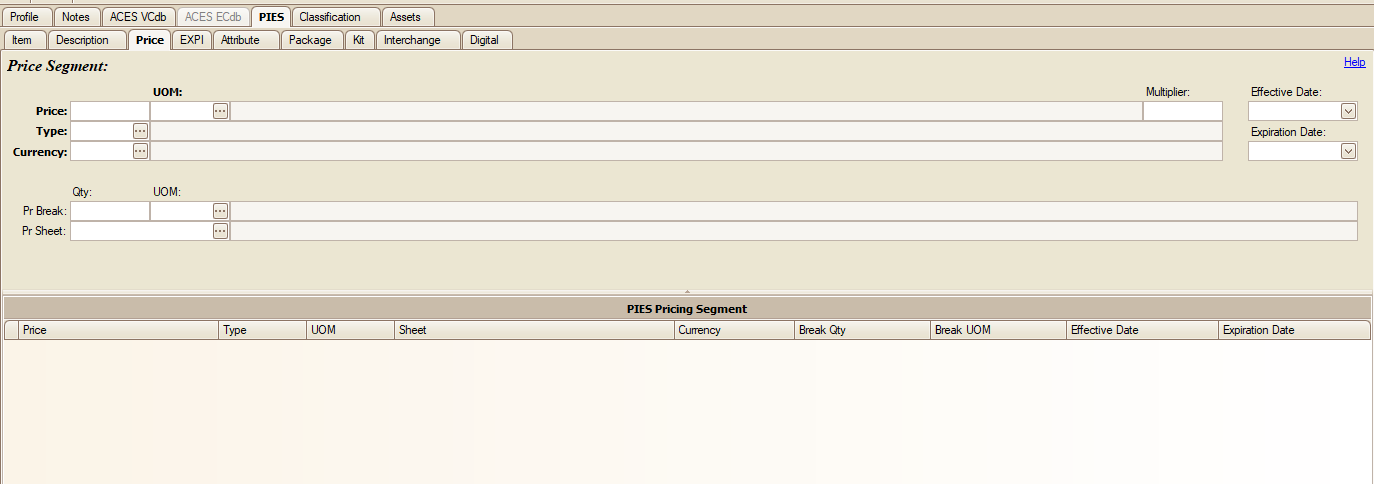 Profile Notes ACES VCdb ACES ECdb PIES Classification Assets
Item Description Price EXPI Attribute Package Kit Interchange Digital
Price Segment: Help
UOM: Multiplier: Effective Date:
Price:
Type: Expiration Date:
Currency:
Qty: UOM:
Pr Break:
Pr Sheet:
PIES Pricing Segment
Price Type UOM Sheet Currency Break Qty Break UOM Effective Date Expiration Date